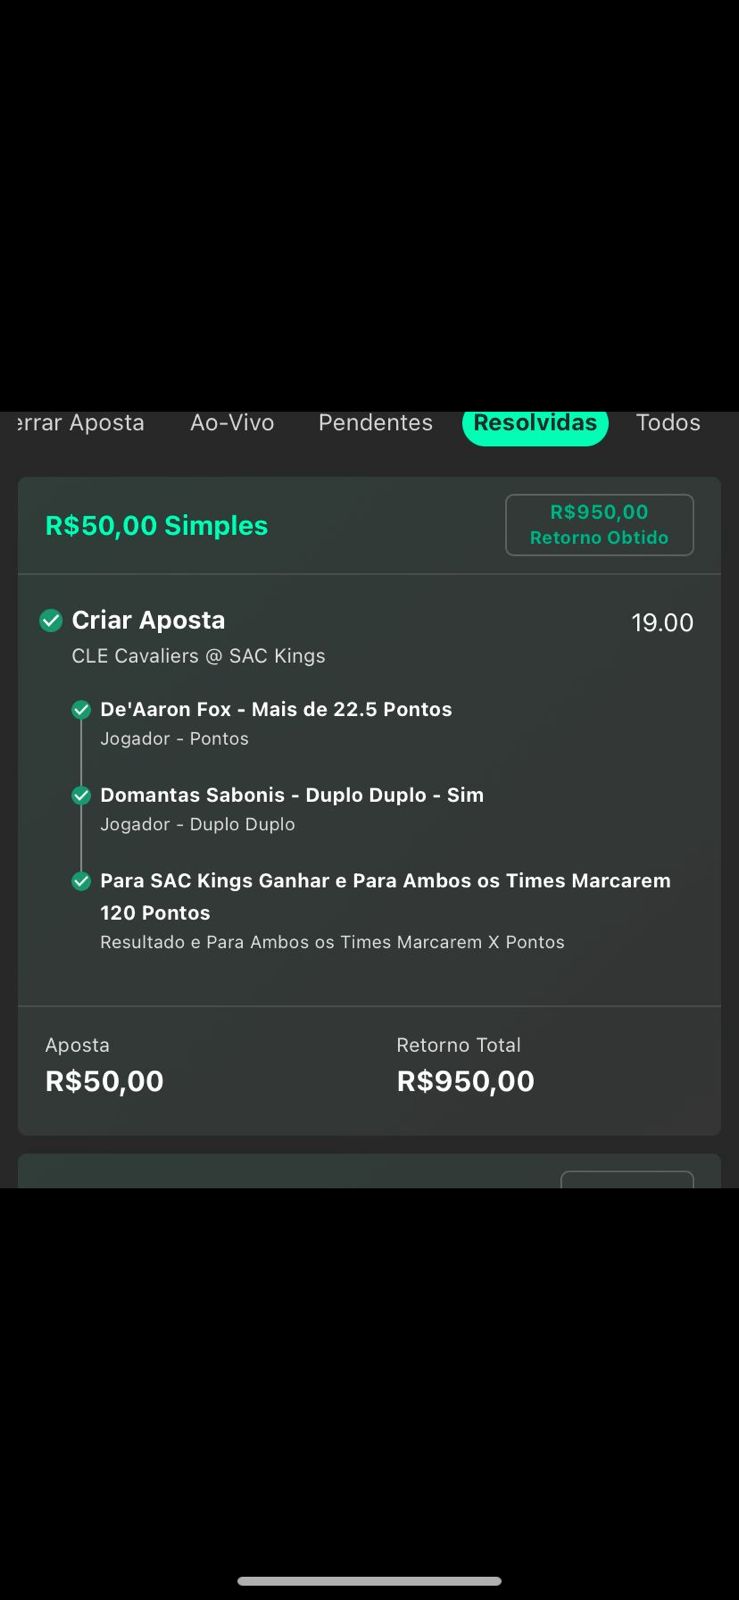 errar Aposta Ao-Vivo Pendentes Resolvidas Todos
R$50,00 Simples
R$950,00
Retorno Obtido
Criar Aposta 19.00
CLE Cavaliers @ SAC Kings
De'Aaron Fox - Mais de 22.5 Pontos
Jogador - Pontos
Domantas Sabonis - Duplo Duplo - Sim
Jogador - Duplo Duplo
Para SAC Kings Ganhar e Para Ambos os Times Marcarem
120 Pontos
Resultado e Para Ambos os Times Marcarem X Pontos
Aposta Retorno Total
R$50,00 R$950,00